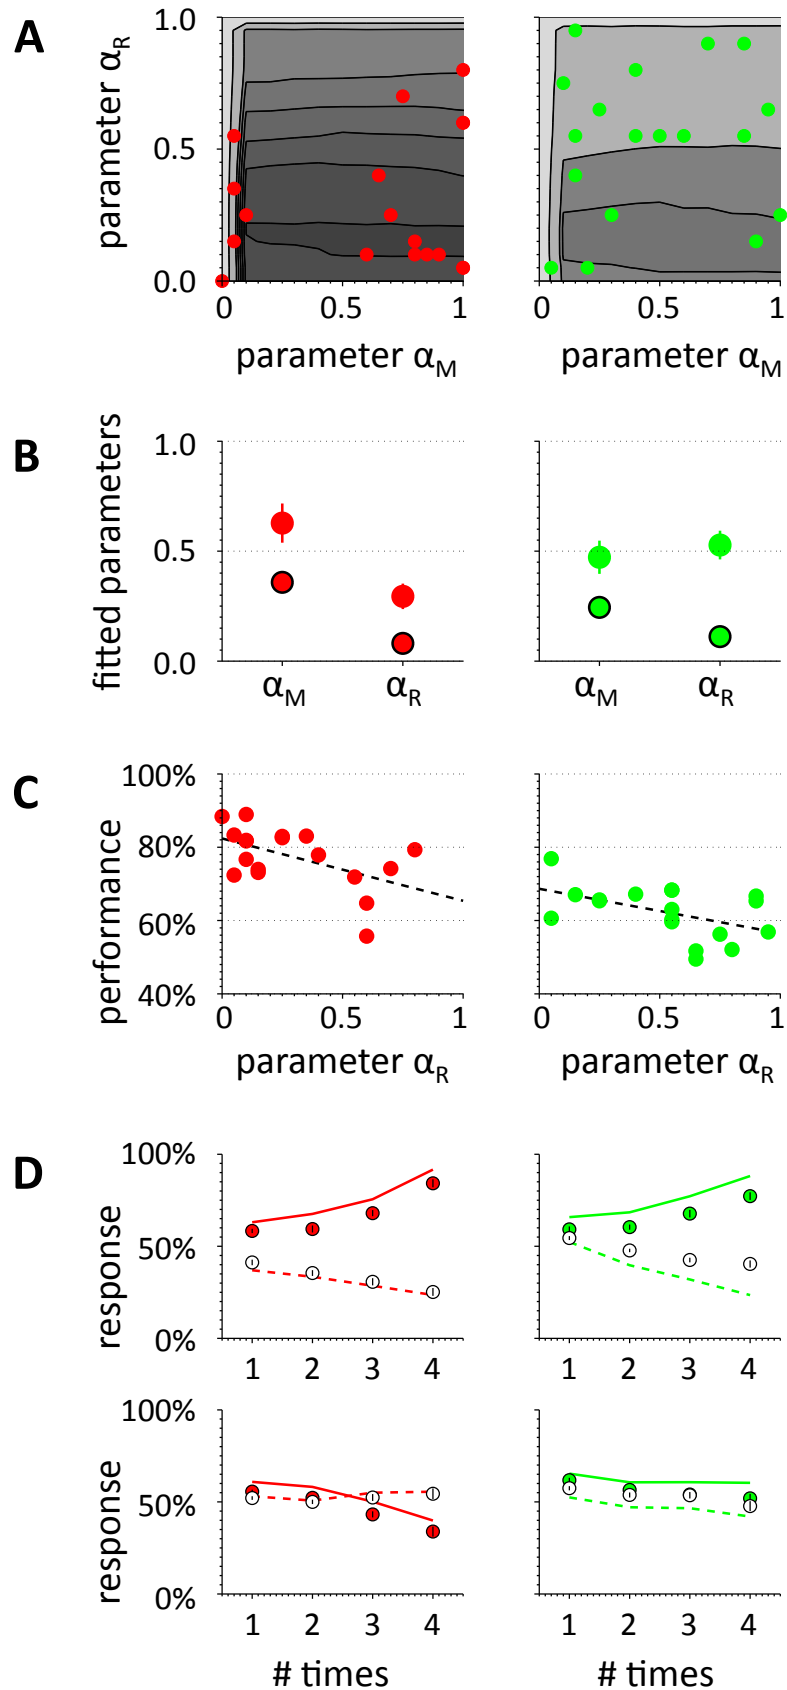 A
parameter αR
1.0
0.5
0.0
0 0.5 1
0 0.5 1
parameter αM
parameter αM
B
fitted parameters
1.0
0.5
0.0
αM αR
αM αR
C
performance
100%
80%
60%
40%
0 0.5 1
0 0.5 1
parameter αR
parameter αR
D
response
100%
50%
0%
1 2 3 4
1 2 3 4
response
100%
50%
0%
1 2 3 4
1 2 3 4
# times
# times